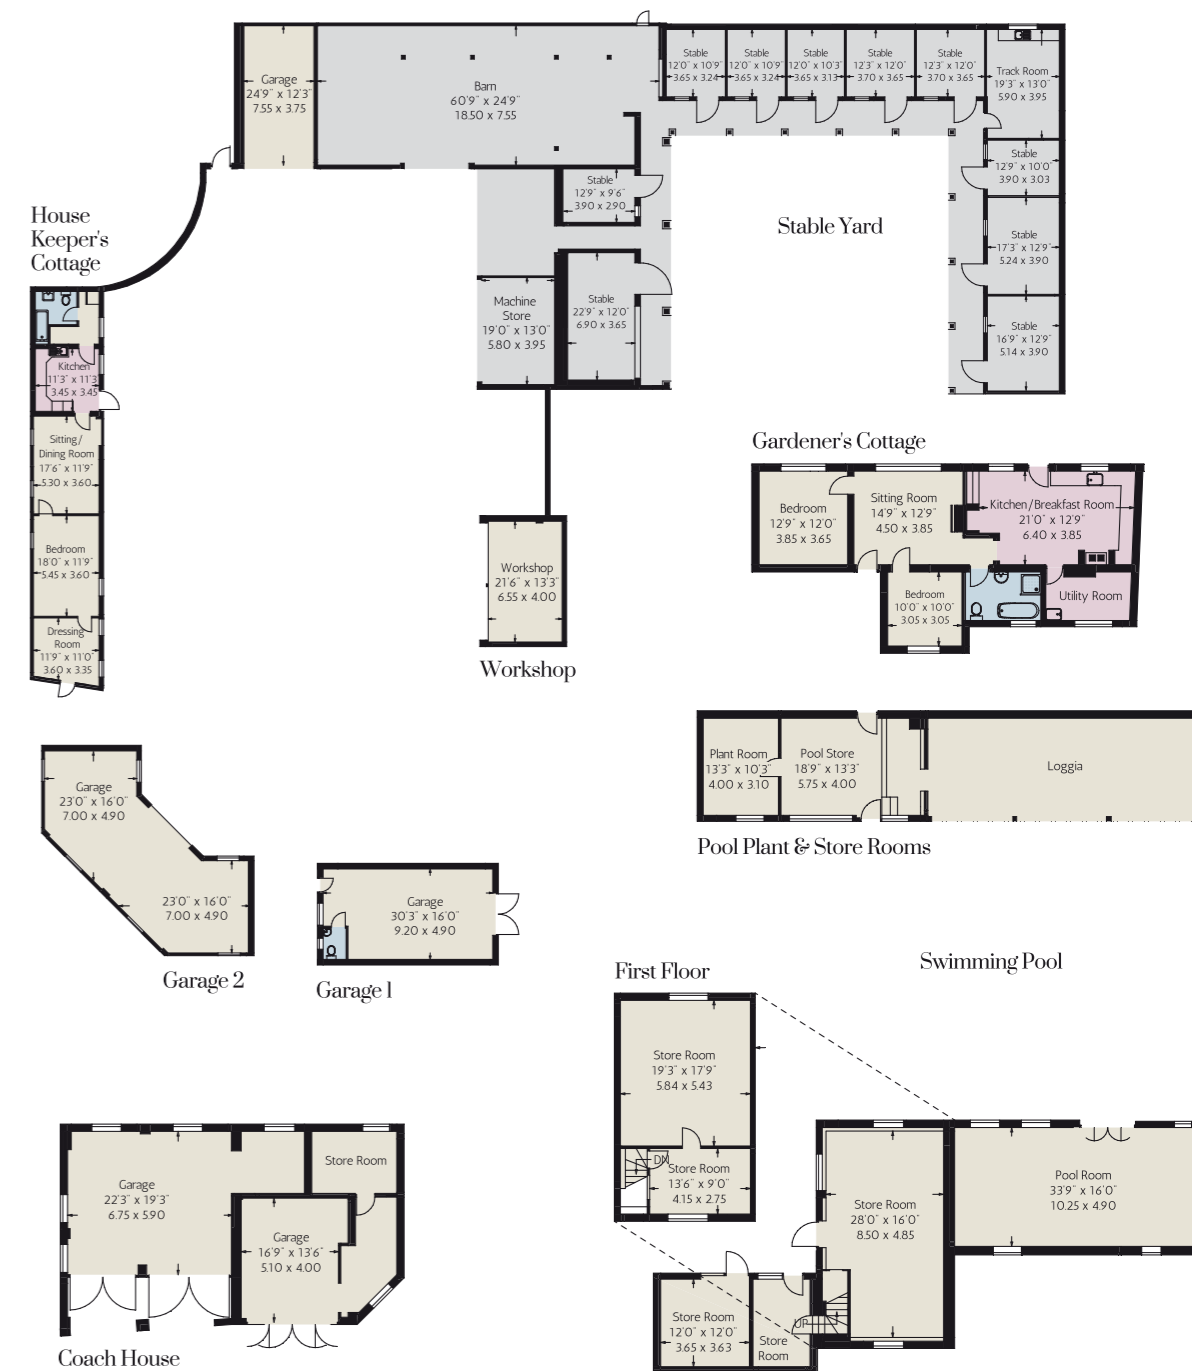 Garage
24'9" x 12'3"
7.55 x 3.75
Barn
60'9" x 24'9"
18.50 x 7.55
Stable
12'0" x 10'9"
3.65 x 3.24
Stable
12'0" x 10'9"
3.65 x 3.24
Stable
12'0" x 10'3"
3.65 x 3.13
Stable
12'3" x 12'0"
3.70 x 3.65
Stable
12'3" x 12'0"
3.70 x 3.65
Track Room
19'3" x 13'0"
5.90 x 3.95
Stable
12'9" x 10'0"
3.90 x 3.03
Stable
12'9" x 9'6"
3.90 x 2.90
Stable Yard
Stable
17'3" x 12'9"
5.24 x 3.90
House
Keeper's
Cottage
Machine
Store
19'0" x 13'0"
5.80 x 3.95
Stable
22'9" x 12'0"
6.90 x 3.65
Stable
16'9" x 12'9"
5.14 x 3.90
Kitchen
11'3" x 11'3
3.45 x 3.45
Sitting/
Dining Room
17'6" x 11'9"
5.30 x 3.60
Bedroom
18'0" x 11'9"
5.45 x 3.60
Dressing
Room
11'9" x 11'0"
3.60 x 3.35
Workshop
21'6" x 13'3"
6.55 x 4.00
Workshop
Gardener's Cottage
Bedroom
12'9" x 12'0"
3.85 x 3.65
Sitting Room
14'9" x 12'9"
4.50 x 3.85
Kitchen/Breakfast Room
21'0" x 12'9"
6.40 x 3.85
Bedroom
10'0" x 10'0"
3.05 x 3.05
Utility Room
Plant Room
13'3" x 10'3"
4.00 x 3.10
Pool Store
18'9" x 13'3"
5.75 x 4.00
Loggia
Pool Plant & Store Rooms
Garage
23'0" x 16'0"
7.00 x 4.90
23'0" x 16'0"
7.00 x 4.90
Garage 2
Garage
30'3" x 16'0"
9.20 x 4.90
Garage 1
First Floor
Swimming Pool
Store Room
19'3" x 17'9"
5.84 x 5.43
DN
Store Room
13'6" x 9'0"
4.15 x 2.75
Store Room
28'0" x 16'0"
8.50 x 4.85
Pool Room
33'9" x 16'0"
10.25 x 4.90
Store Room
12'0" x 12'0"
3.65 x 3.63
UP
Store
Room
Garage
22'3" x 19'3"
6.75 x 5.90
Store Room
Garage
16'9" x 13'6"
5.10 x 4.00
Coach House